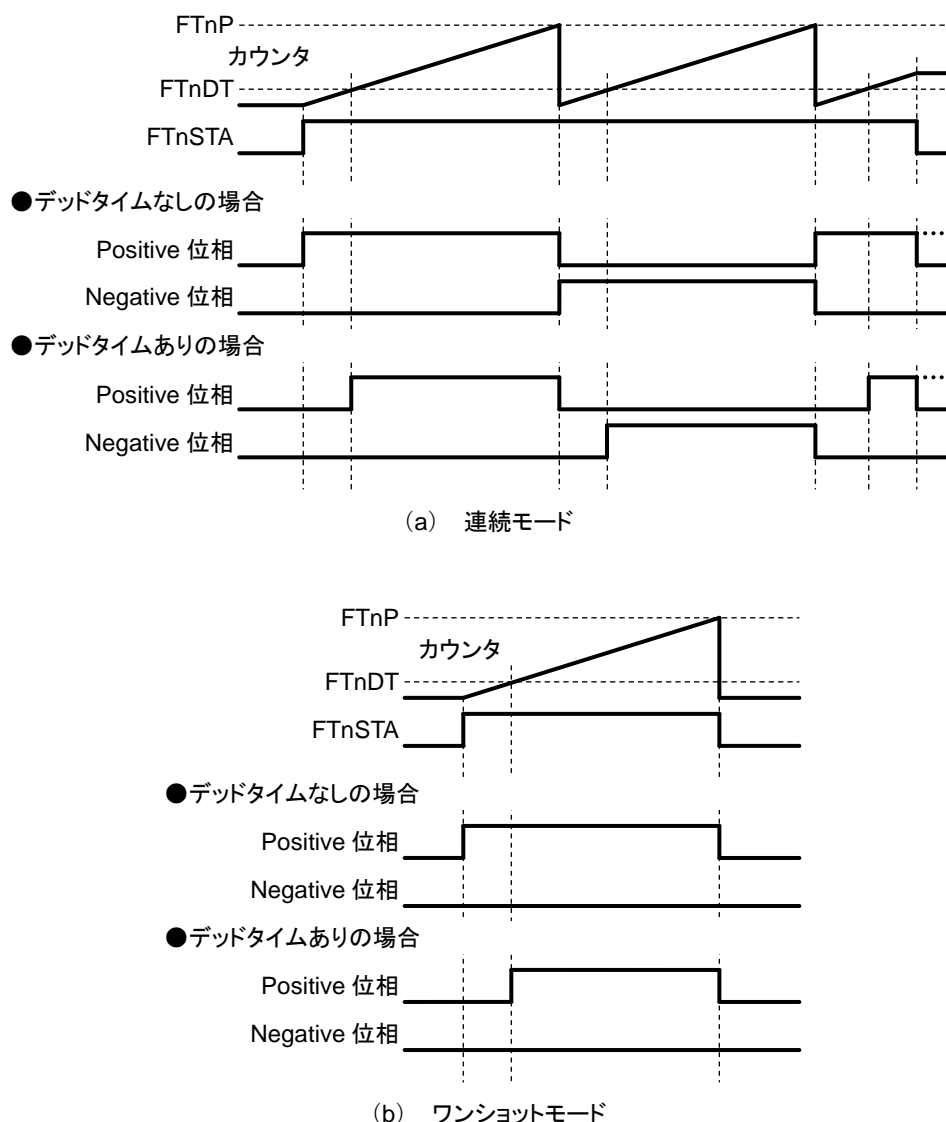 FTnP
カウンタ
FTnDT
FTnSTA
●デッドタイムなしの場合
Positive 位相
Negative 位相
●デッドタイムありの場合
Positive 位相
Negative 位相
（a） 連続モード
FTnP
カウンタ
FTnDT
FTnSTA
●デッドタイムなしの場合
Positive 位相
Negative 位相
●デッドタイムありの場合
Positive 位相
Negative 位相
（b） ワンショットモード